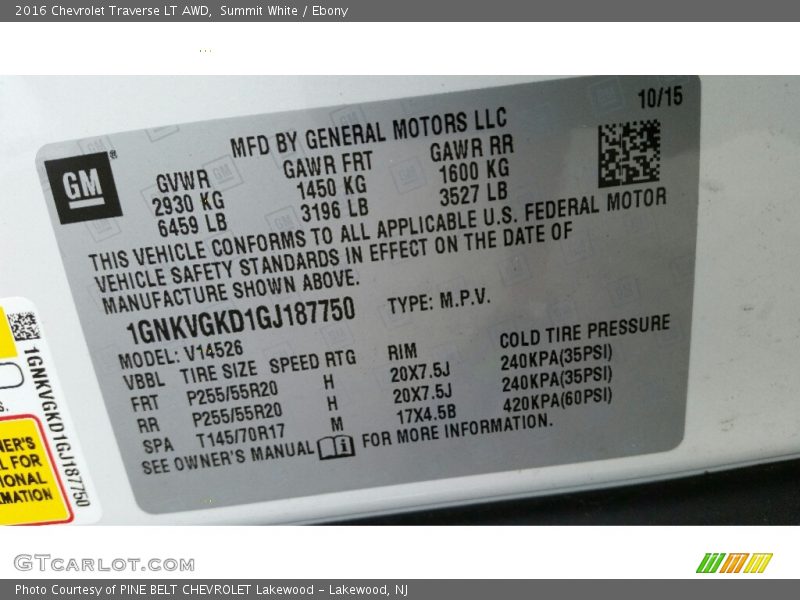 2016 Chevrolet Traverse LT AWD,  Summit White / Ebony
10/15
MFD BY GENERAL MOTORS LLC
GM ®
GVWR GAWR FRT GAWR RR
2930 KG 1450 KG 1600 KG
6459 LB 3196 LB 3527 LB
THIS VEHICLE CONFORMS TO ALL APPLICABLE U.S. FEDERAL MOTOR
VEHICLE SAFETY STANDARDS IN EFFECT ON THE DATE OF
MANUFACTURE SHOWN ABOVE.
1GNKVGKD1GJ187750 TYPE: M.P.V.
MODEL: V14526
VBBL TIRE SIZE SPEED RTG RIM COLD TIRE PRESSURE
FRT P255/55R20 H 20X7.5J 240KPA(35PSI)
RR P255/55R20 H 20X7.5J 240KPA(35PSI)
SPA T145/70R17 M 17X4.5B 420KPA(60PSI)
SEE OWNER'S MANUAL i FOR MORE INFORMATION.
1GNKVGKD1GJ187750
S.
NER'S
L FOR
IONAL
MATION
GTcarlot.com
Photo Courtesy of PINE BELT CHEVROLET Lakewood - Lakewood, NJ